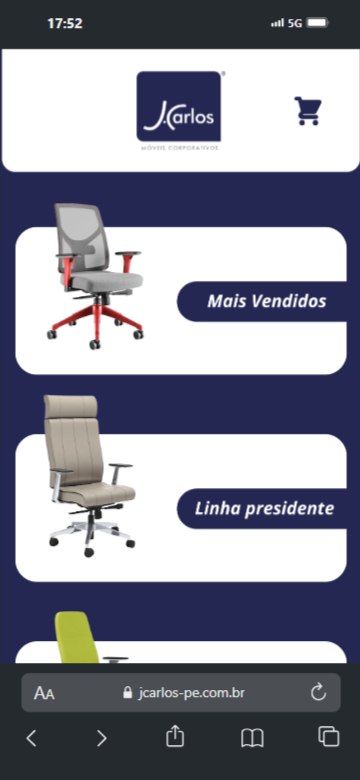 17:52
5G
J.Carlos
®
MÓVEIS CORPORATIVOS
Mais Vendidos
Linha presidente
AA
jcarlos-pe.com.br